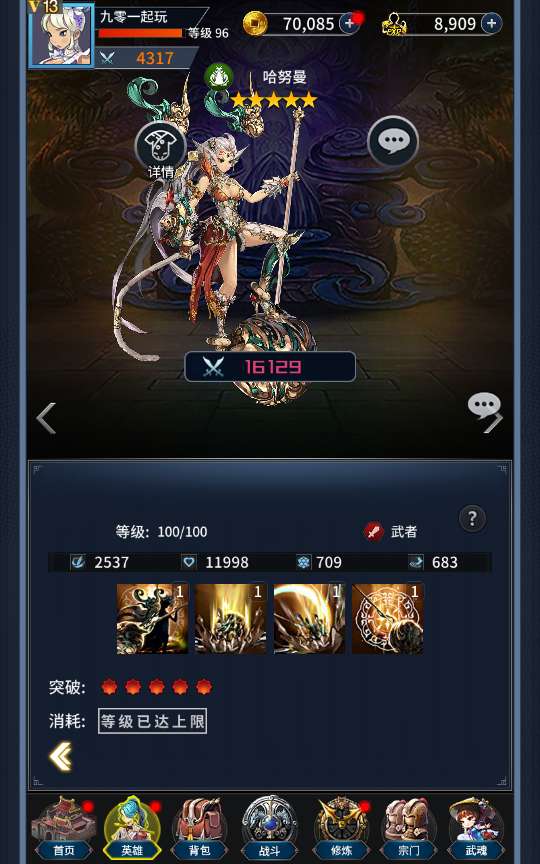 V13
九零一起玩
等级 96
4317
70,085
EXP
8,909
哈努曼
详情
16129
?
等级: 100/100
武者
2537
11998
709
683
1
1
1
1
突破:
消耗: 等级已达上限
首页
英雄
背包
战斗
修炼
宗门
武魂